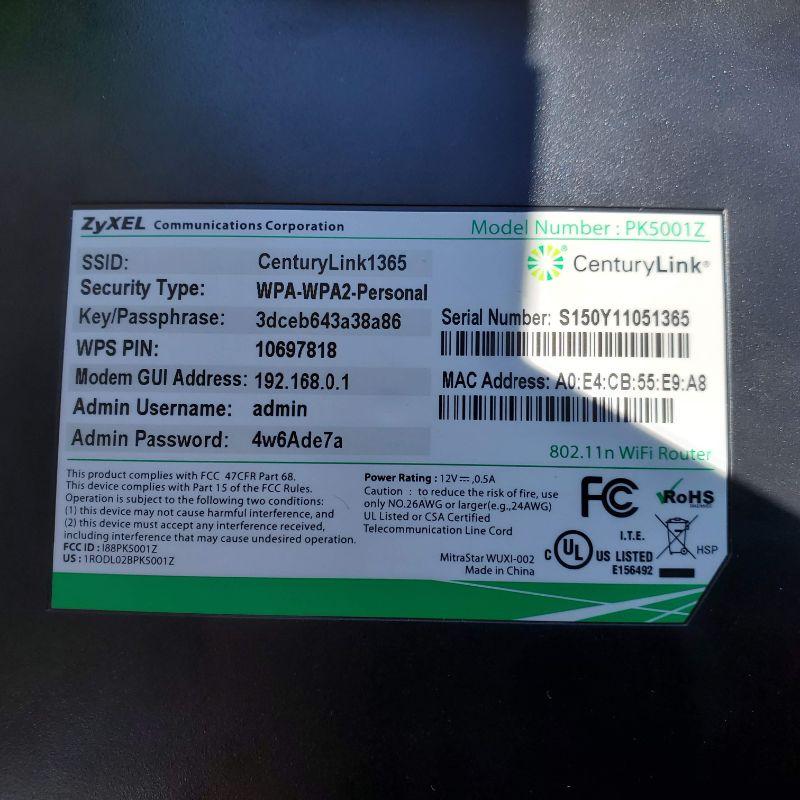 ZyXEL Communications Corporation
Model Number : PK5001Z
SSID: CenturyLink1365
CenturyLink®
Security Type: WPA-WPA2-Personal
Key/Passphrase: 3dceb643a38a86
Serial Number: S150Y11051365
WPS PIN: 10697818
Modem GUI Address: 192.168.0.1
MAC Address: A0:E4:CB:55:E9:A8
Admin Username: admin
Admin Password: 4w6Ade7a
802.11n WiFi Router
This product complies with FCC 47CFR Part 68.
This device complies with Part 15 of the FCC Rules.
Operation is subject to the following two conditions:
(1) this device may not cause harmful interference, and
(2) this device must accept any interference received,
including interference that may cause undesired operation.
FCC ID : I88PK5001Z
US : 1RODL02BPK5001Z
Power Rating : 12V⎓,0.5A
Caution : to reduce the risk of fire, use
only NO.26AWG or larger(e.g.,24AWG)
UL Listed or CSA Certified
Telecommunication Line Cord
MitraStar WUXI-002
Made in China
FC
RoHS
I.T.E.
C UL US LISTED
E156492
HSP